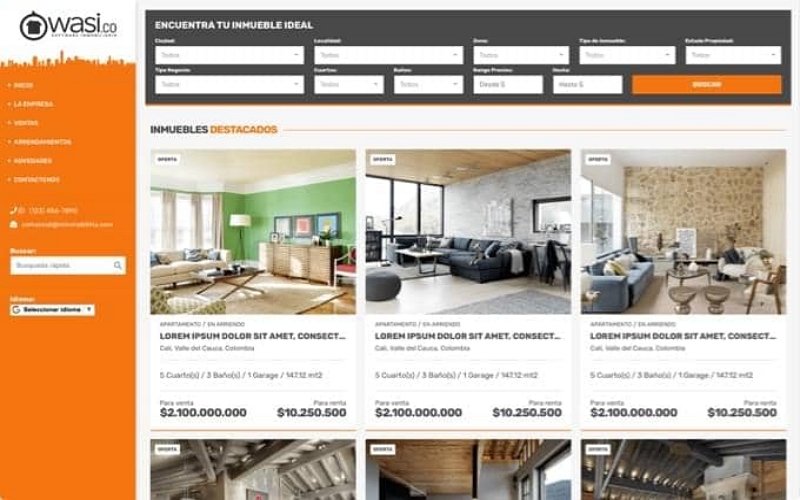 wasi.co
SOFTWARE INMOBILIARIO
INICIO
LA EMPRESA
VENTAS
ARRENDAMIENTOS
NOVEDADES
CONTACTENOS
Buscar:
Busqueda rápida
Idioma:
Seleccionar idioma
ENCUENTRA TU INMUEBLE IDEAL
Ciudad: Localidad: Zona: Tipo de Inmueble: Estado Propiedad:
Todos Todos Todos Todos Todos
Tipo Negocio: Cuartos: Baños: Rango Precios: Hasta:
Todos Todos Todos Desde $ Hasta $ BUSCAR
INMUEBLES DESTACADOS
OFERTA OFERTA OFERTA
APARTAMENTO / EN ARRIENDO APARTAMENTO / EN ARRIENDO APARTAMENTO / EN ARRIENDO
LOREM IPSUM DOLOR SIT AMET, CONSECT... LOREM IPSUM DOLOR SIT AMET, CONSECT... LOREM IPSUM DOLOR SIT AMET, CONSECT...
Cali, Valle del Cauca, Colombia Cali, Valle del Cauca, Colombia Cali, Valle del Cauca, Colombia
5 Cuarto(s) / 3 Baño(s) / 1 Garage / 147.12 mt2 5 Cuarto(s) / 3 Baño(s) / 1 Garage / 147.12 mt2 5 Cuarto(s) / 3 Baño(s) / 1 Garage / 147.12 mt2
Para venta Para renta Para venta Para renta Para venta Para renta
$2.100.000.000 $10.250.500 $2.100.000.000 $10.250.500 $2.100.000.000 $10.250.500
OFERTA OFERTA OFERTA